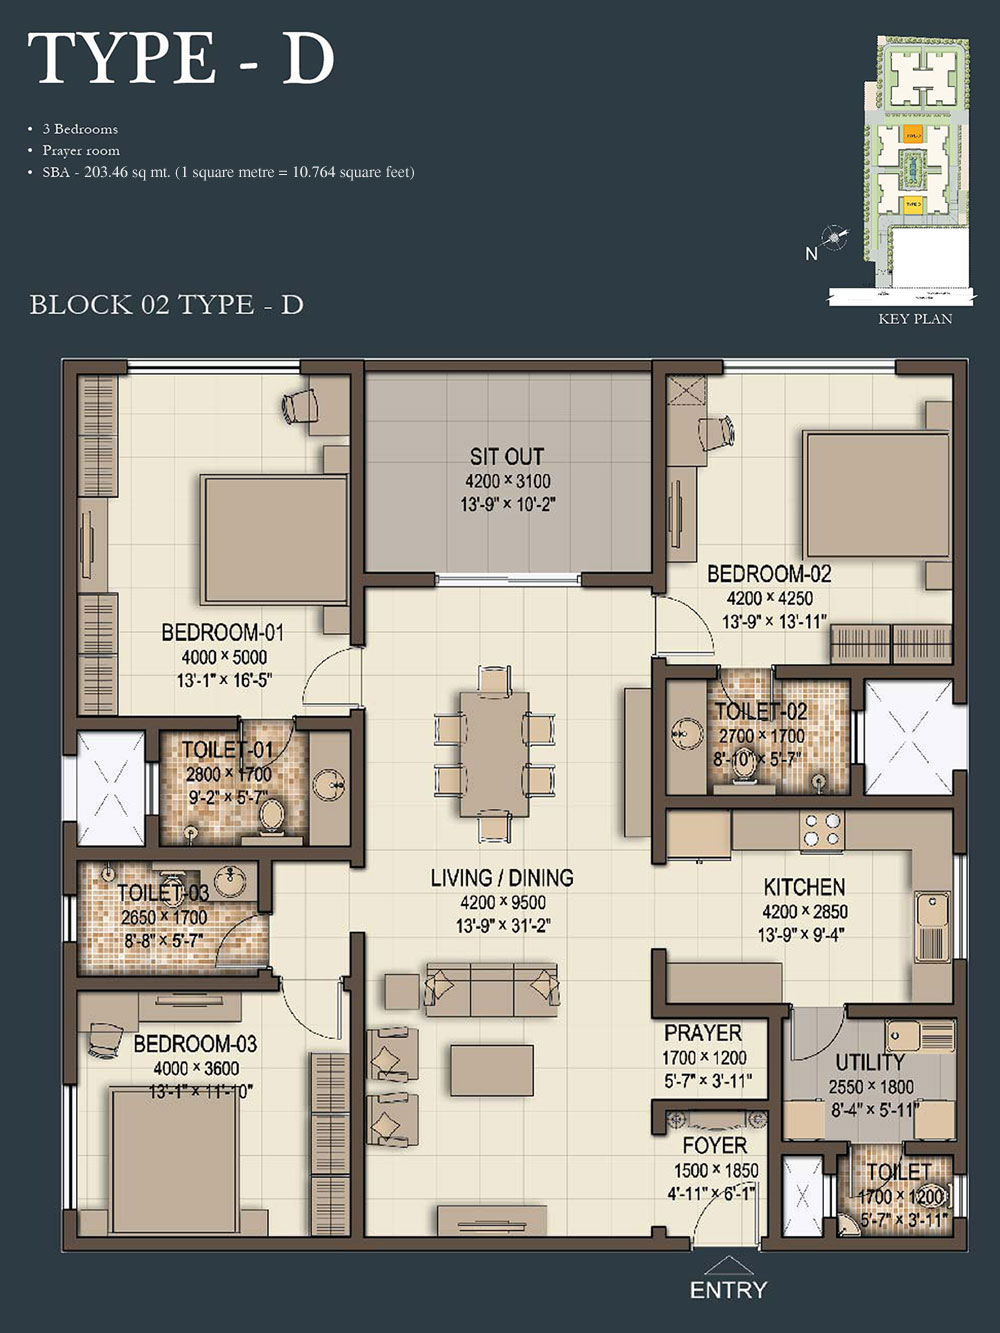 TYPE - D
• 3 Bedrooms
• Prayer room
• SBA - 203.46 sq mt. (1 square metre = 10.764 square feet)
TYPE D
TYPE D
N
KEY PLAN
BLOCK 02 TYPE - D
SIT OUT
4200 × 3100
13'-9" × 10'-2"
BEDROOM-02
4200 × 4250
13'-9" × 13'-11"
BEDROOM-01
4000 × 5000
13'-1" × 16'-5"
TOILET-02
2700 × 1700
8'-10" × 5'-7"
TOILET-01
2800 × 1700
9'-2" × 5'-7"
LIVING / DINING
4200 × 9500
13'-9" × 31'-2"
KITCHEN
4200 × 2850
13'-9" × 9'-4"
TOILET-03
2650 × 1700
8'-8" × 5'-7"
BEDROOM-03
4000 × 3600
13'-1" × 11'-10"
PRAYER
1700 × 1200
5'-7" × 3'-11"
UTILITY
2550 × 1800
8'-4" × 5'-11"
FOYER
1500 × 1850
4'-11" × 6'-1"
TOILET
1700 × 1200
5'-7" × 3'-11"
ENTRY